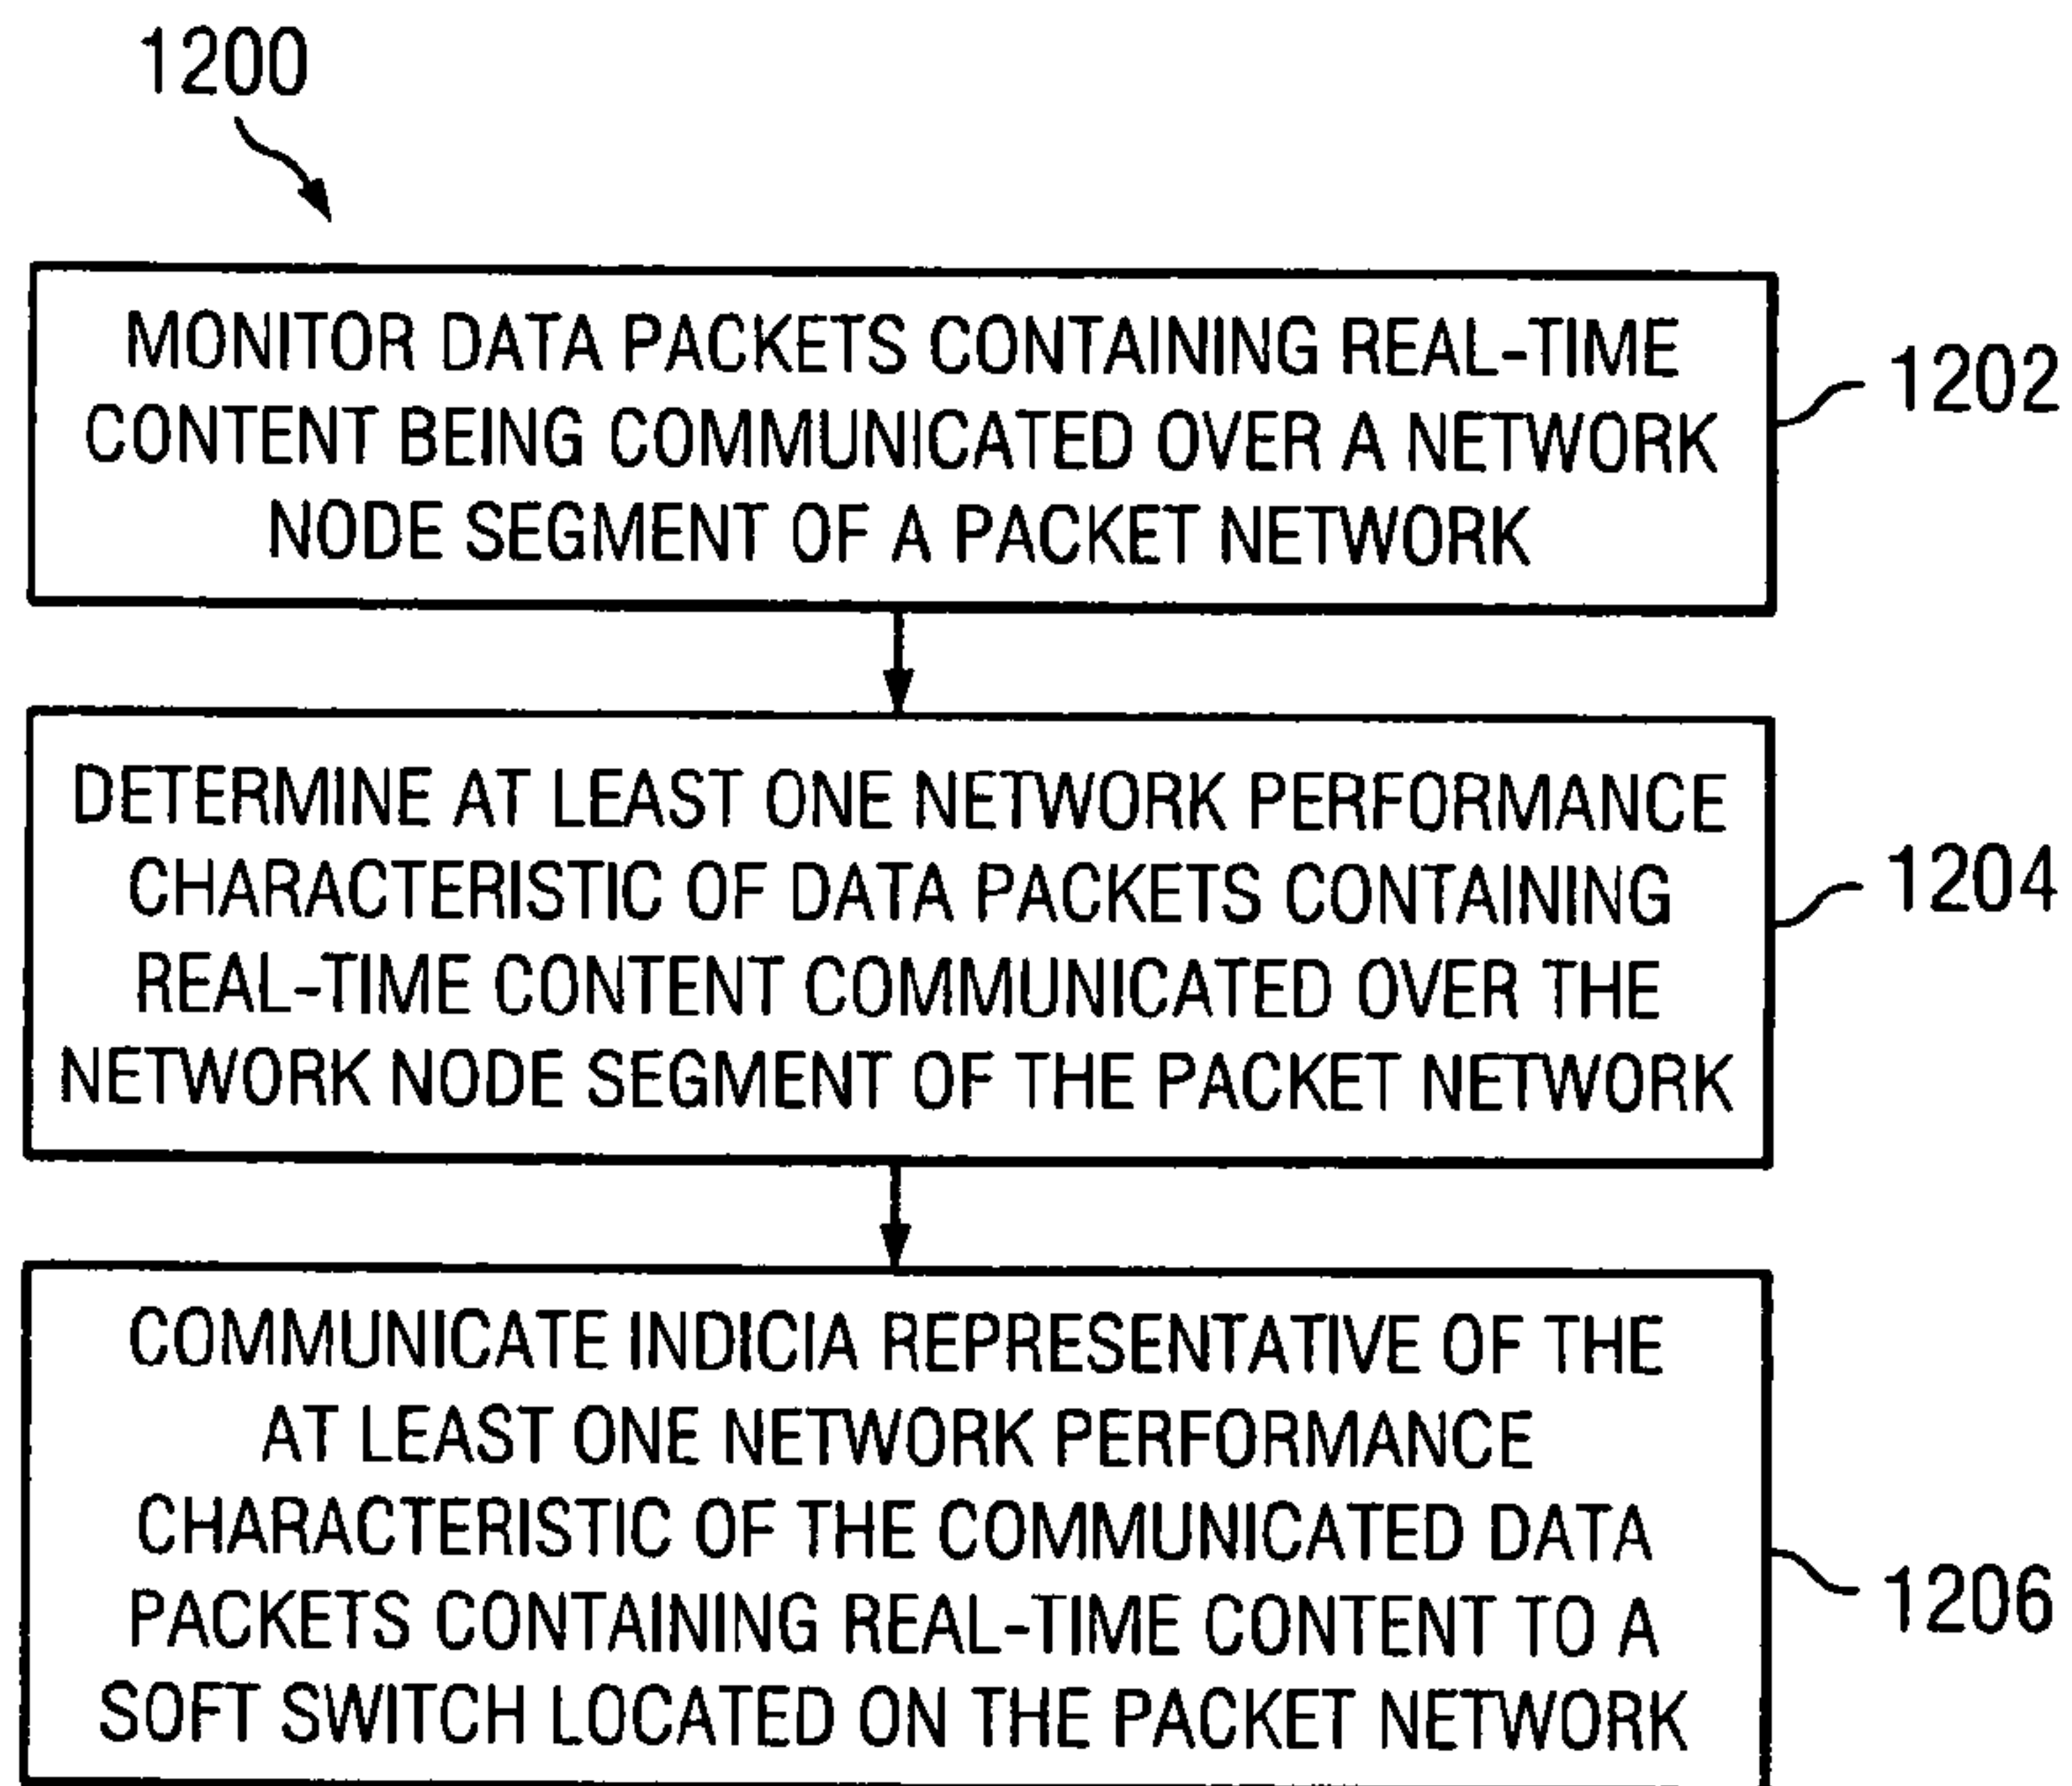 1200
MONITOR DATA PACKETS CONTAINING REAL-TIME
CONTENT BEING COMMUNICATED OVER A NETWORK
NODE SEGMENT OF A PACKET NETWORK
1202
DETERMINE AT LEAST ONE NETWORK PERFORMANCE
CHARACTERISTIC OF DATA PACKETS CONTAINING
REAL-TIME CONTENT COMMUNICATED OVER THE
NETWORK NODE SEGMENT OF THE PACKET NETWORK
1204
COMMUNICATE INDICIA REPRESENTATIVE OF THE
AT LEAST ONE NETWORK PERFORMANCE
CHARACTERISTIC OF THE COMMUNICATED DATA
PACKETS CONTAINING REAL-TIME CONTENT TO A
SOFT SWITCH LOCATED ON THE PACKET NETWORK
1206